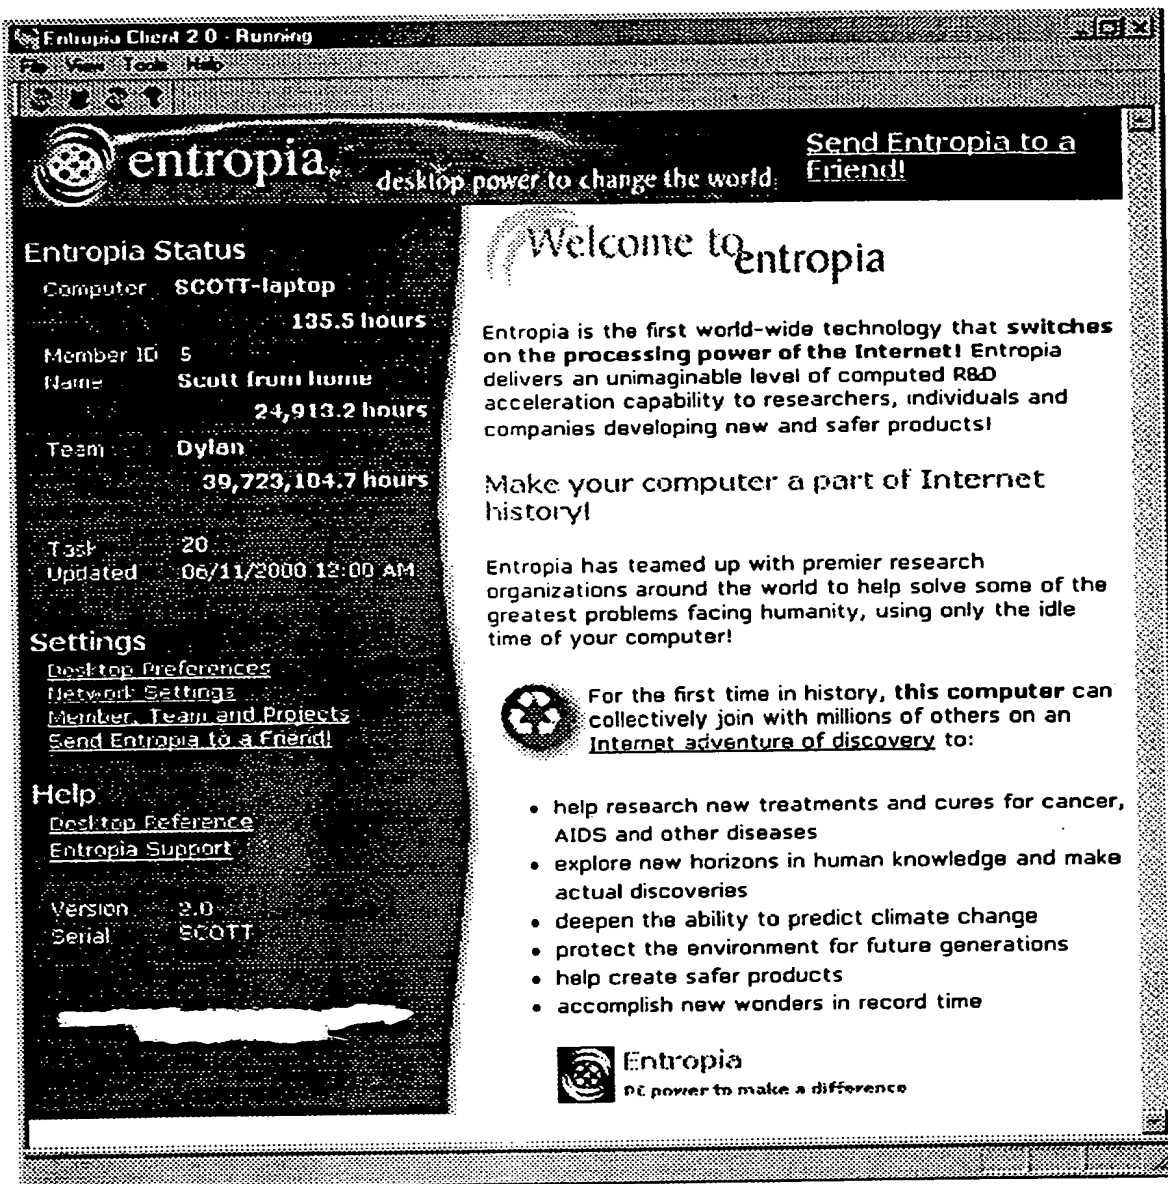 Entropia Client 2.0 - Running
File View Tools Help
entropia
desktop power to change the world
Send Entropia to a
Friend!
Entropia Status
Computer SCOTT-laptop
135.5 hours
Member ID 5
Name Scott from home
24,913.2 hours
Team Dylan
39,723,104.7 hours
Task 20
Updated 06/11/2000 12:00 AM
Settings
Desktop Preferences
Network Settings
Member, Team and Projects
Send Entropia to a Friend!
Help
Desktop Reference
Entropia Support
Version 2.0
Serial SCOTT
Welcome to
entropia
Entropia is the first world-wide technology that switches
on the processing power of the Internet! Entropia
delivers an unimaginable level of computed R&D
acceleration capability to researchers, individuals and
companies developing new and safer products!
Make your computer a part of Internet
history!
Entropia has teamed up with premier research
organizations around the world to help solve some of the
greatest problems facing humanity, using only the idle
time of your computer!
For the first time in history, this computer can
collectively join with millions of others on an
Internet adventure of discovery to:
• help research new treatments and cures for cancer,
AIDS and other diseases
• explore new horizons in human knowledge and make
actual discoveries
• deepen the ability to predict climate change
• protect the environment for future generations
• help create safer products
• accomplish new wonders in record time
Entropia
PC power to make a difference